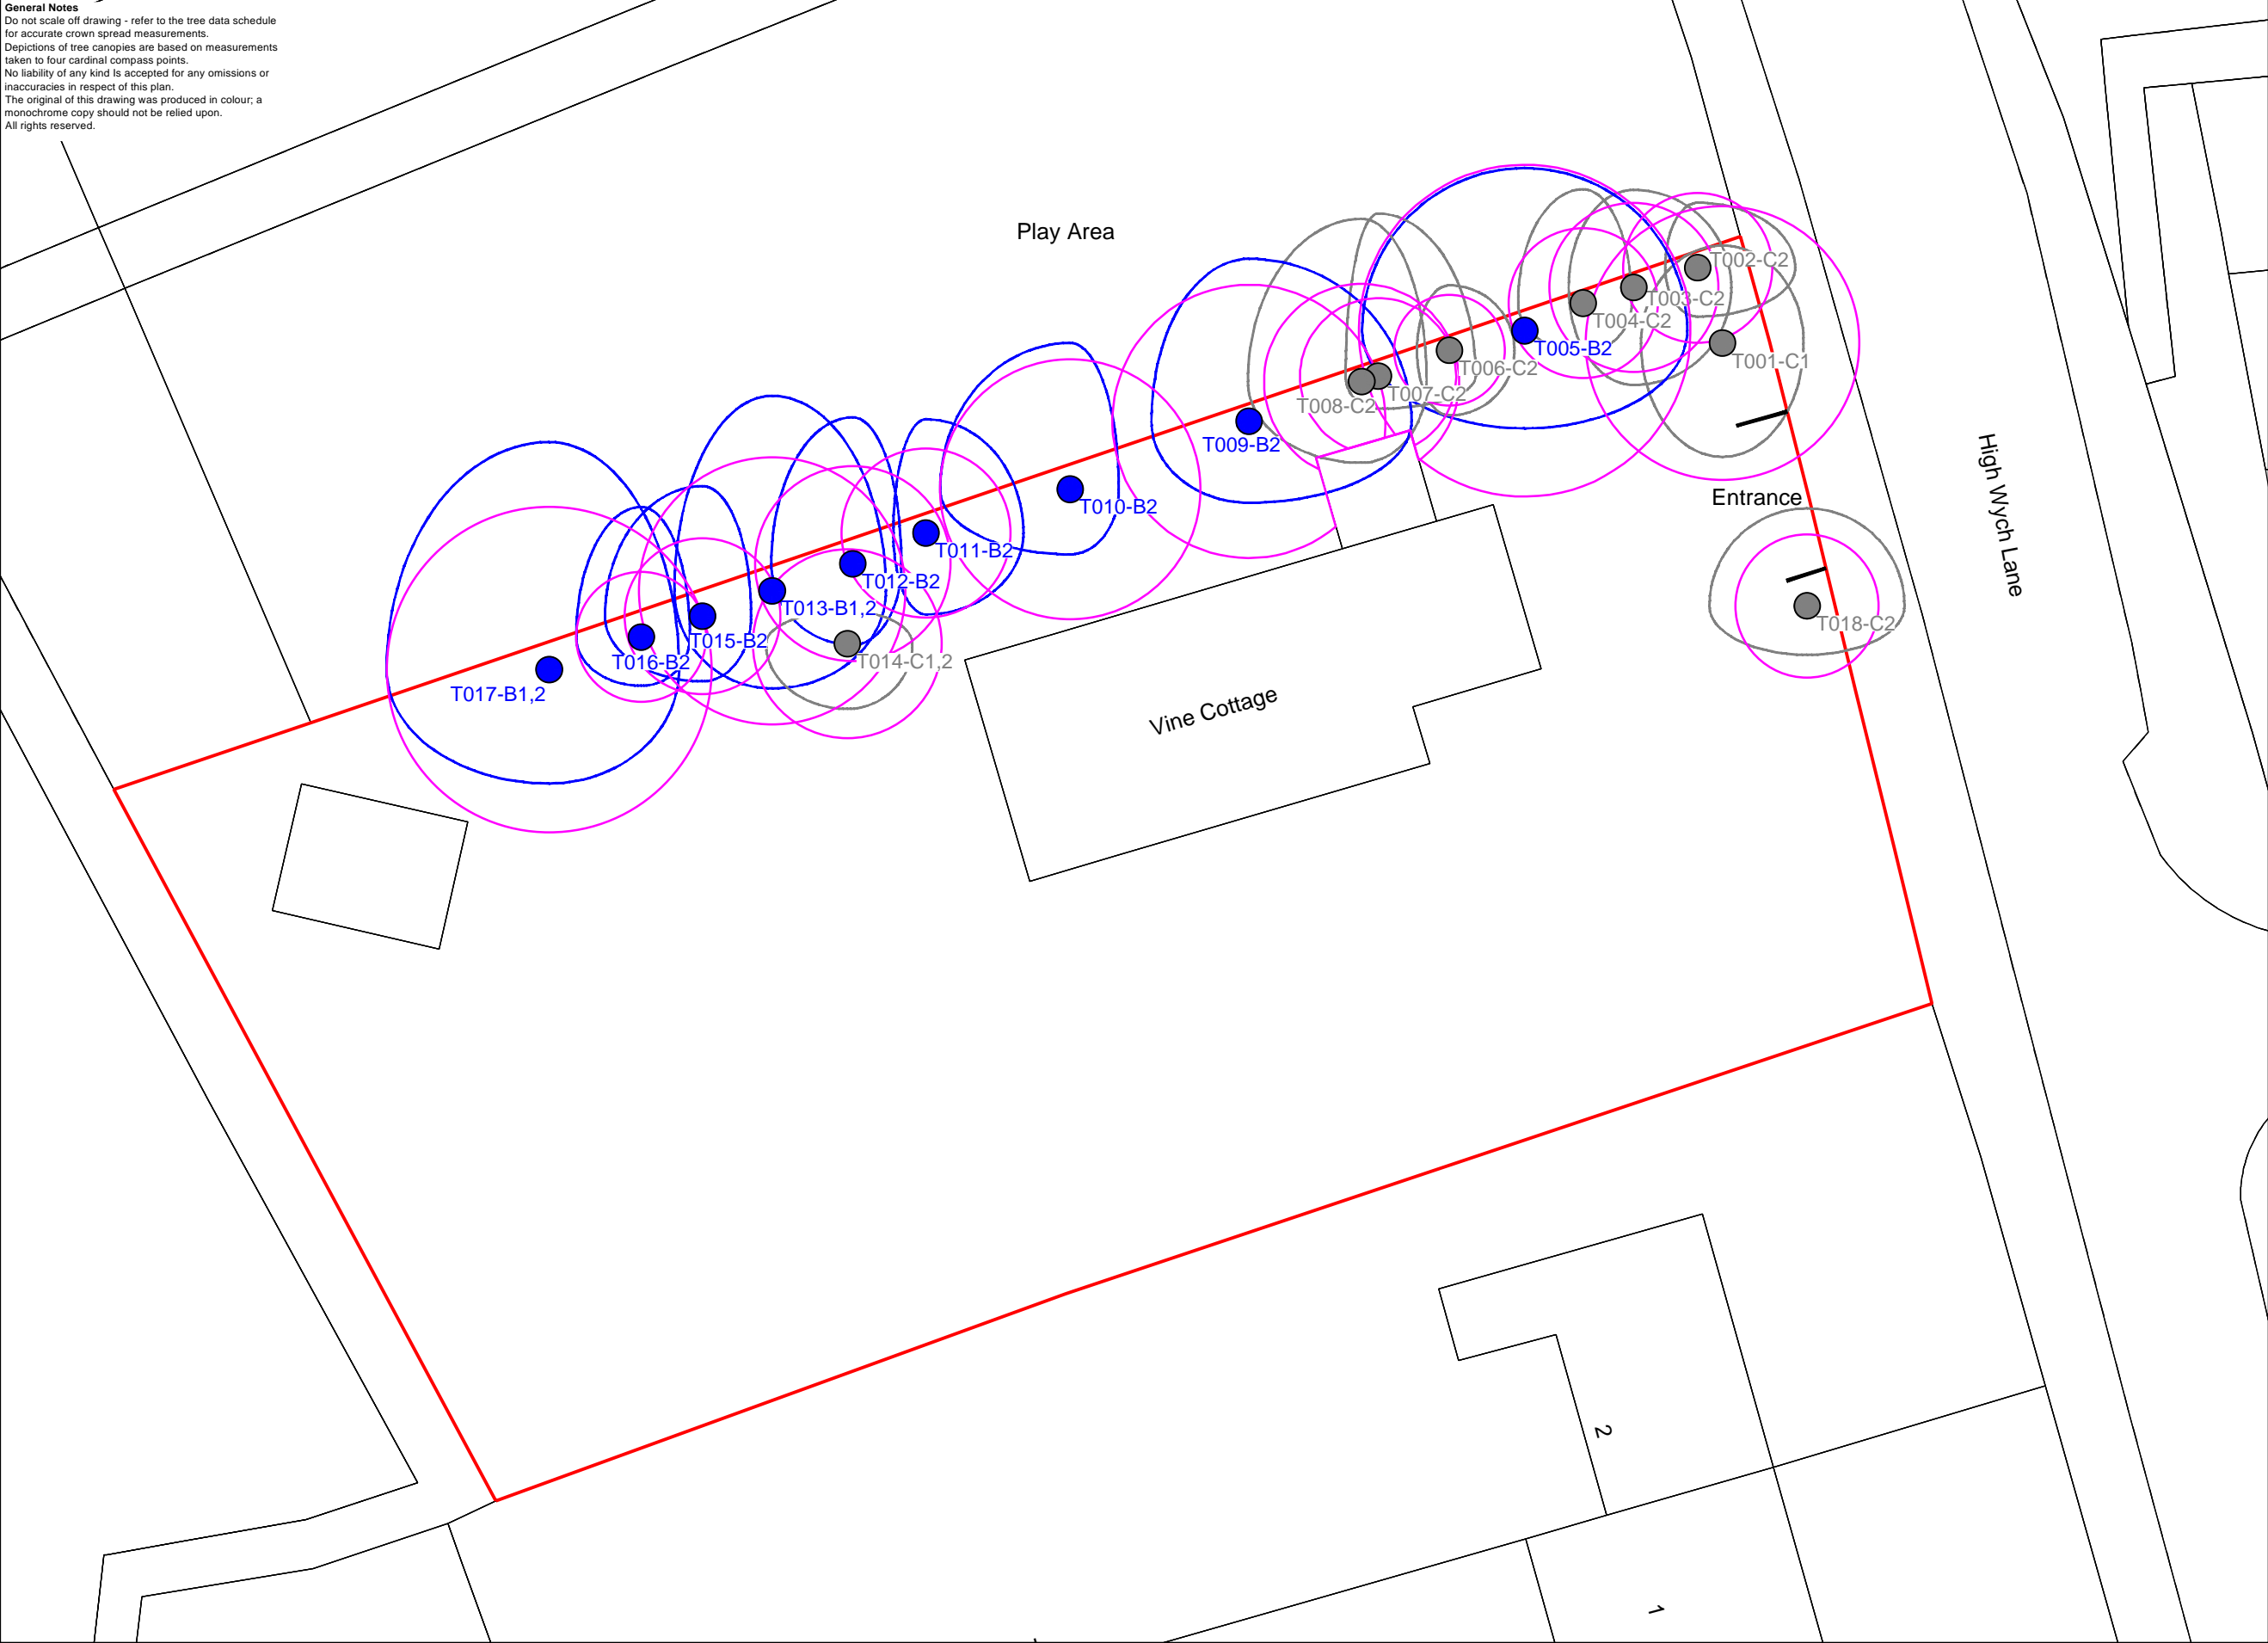 General Notes
Do not scale off drawing - refer to the tree data schedule
for accurate crown spread measurements.
Depictions of tree canopies are based on measurements
taken to four cardinal compass points.
No liability of any kind Is accepted for any omissions or
inaccuracies in respect of this plan.
The original of this drawing was produced in colour; a
monochrome copy should not be relied upon.
All rights reserved.
Play Area
T002-C2
T003-C2
T004-C2
T005-B2
T001-C1
T006-C2
T007-C2
T008-C2
T009-B2
Entrance
High Wych Lane
T010-B2
T011-B2
T012-B2
T013-B1,2
T018-C2
T015-B2
T016-B2
T014-C1,2
T017-B1,2
Vine Cottage
2
1